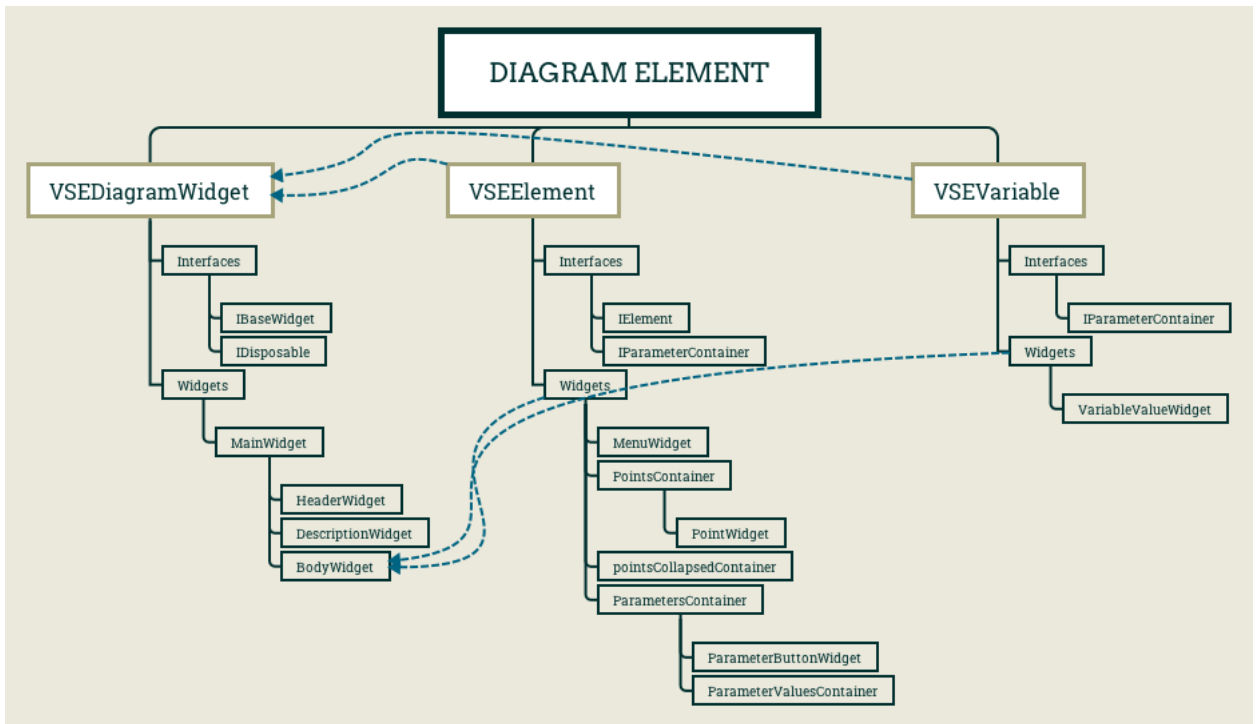 DIAGRAM ELEMENT
VSEDiagramWidget
Interfaces
IBaseWidget
IDisposable
Widgets
MainWidget
HeaderWidget
DescriptionWidget
BodyWidget
VSEElement
Interfaces
IElement
IParameterContainer
Widgets
MenuWidget
PointsContainer
PointWidget
pointsCollapsedContainer
ParametersContainer
ParameterButtonWidget
ParameterValuesContainer
VSEVariable
Interfaces
IParameterContainer
Widgets
VariableValueWidget